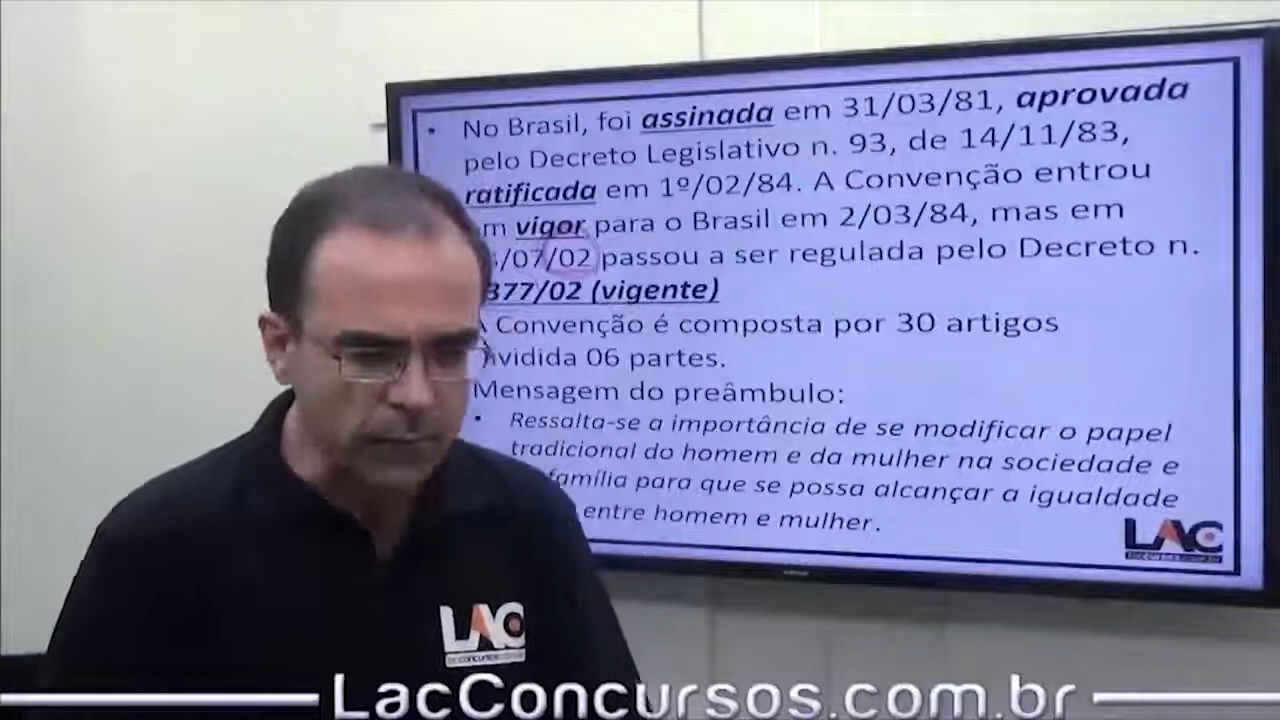 No Brasil, foi assinada em 31/03/81, aprovada
pelo Decreto Legislativo n. 93, de 14/11/83,
ratificada em 1º/02/84. A Convenção entrou
m vigor para o Brasil em 2/03/84, mas em
/07/02 passou a ser regulada pelo Decreto n.
377/02 (vigente)
A Convenção é composta por 30 artigos
ividida 06 partes.
Mensagem do preâmbulo:
Ressalta-se a importância de se modificar o papel
tradicional do homem e da mulher na sociedade e
família para que se possa alcançar a igualdade
entre homem e mulher.
LAC
LAC
LacConcursos.com.br